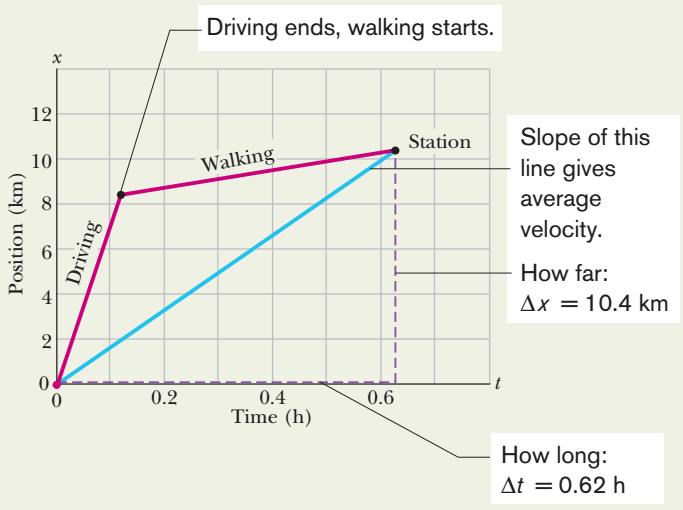 Driving ends, walking starts.
x
12
10
8
6
4
2
0
Position (km)
Driving
Walking
Station
Slope of this
line gives
average
velocity.
How far:
Δx = 10.4 km
0
0.2
0.4
0.6
t
Time (h)
How long:
Δt = 0.62 h